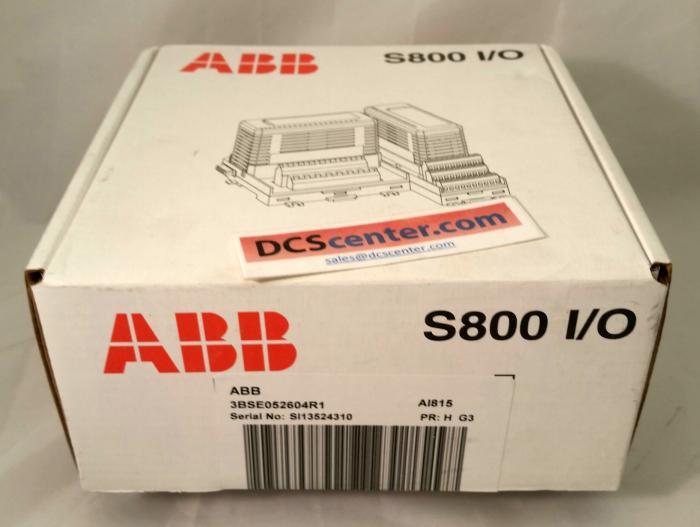 ABB S800 I/O
DCScenter.com
sales@dcscenter.com
ABB S800 I/O
ABB
3BSE052604R1 AI815
Serial No: SI13524310 PR: H G3